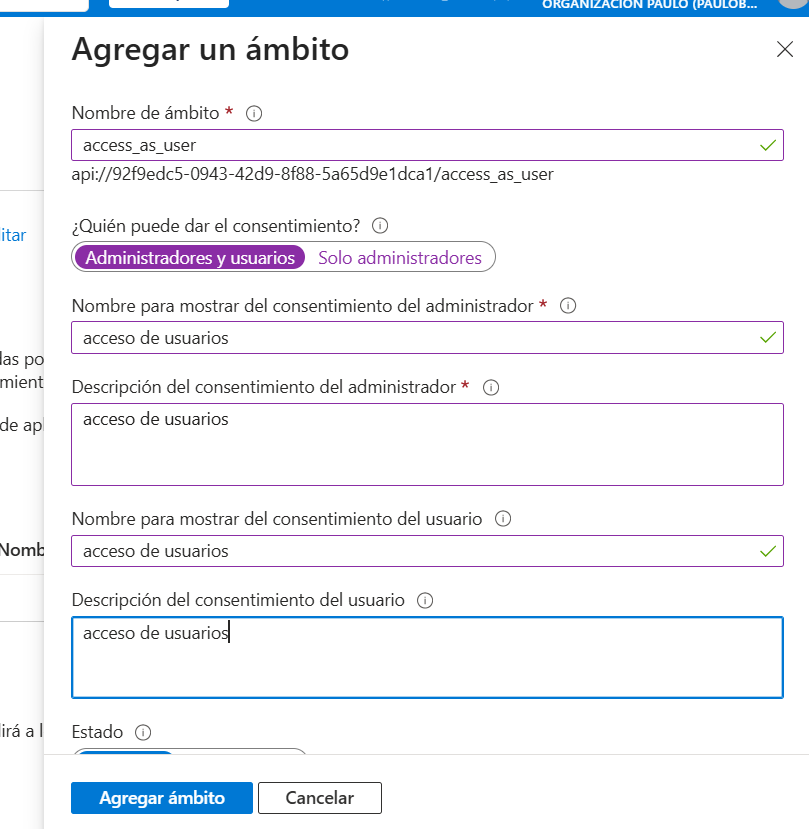 ORGANIZACIÓN PAULO (PAULOB...
Agregar un ámbito
Nombre de ámbito *
access_as_user
api://92f9edc5-0943-42d9-8f88-5a65d9e1dca1/access_as_user
itar
¿Quién puede dar el consentimiento?
Administradores y usuarios Solo administradores
Nombre para mostrar del consentimiento del administrador *
acceso de usuarios
das po
mient
Descripción del consentimiento del administrador *
acceso de usuarios
de apl
Nombre para mostrar del consentimiento del usuario
acceso de usuarios
Nomb
Descripción del consentimiento del usuario
acceso de usuarios
Estado
irá a l
Agregar ámbito Cancelar